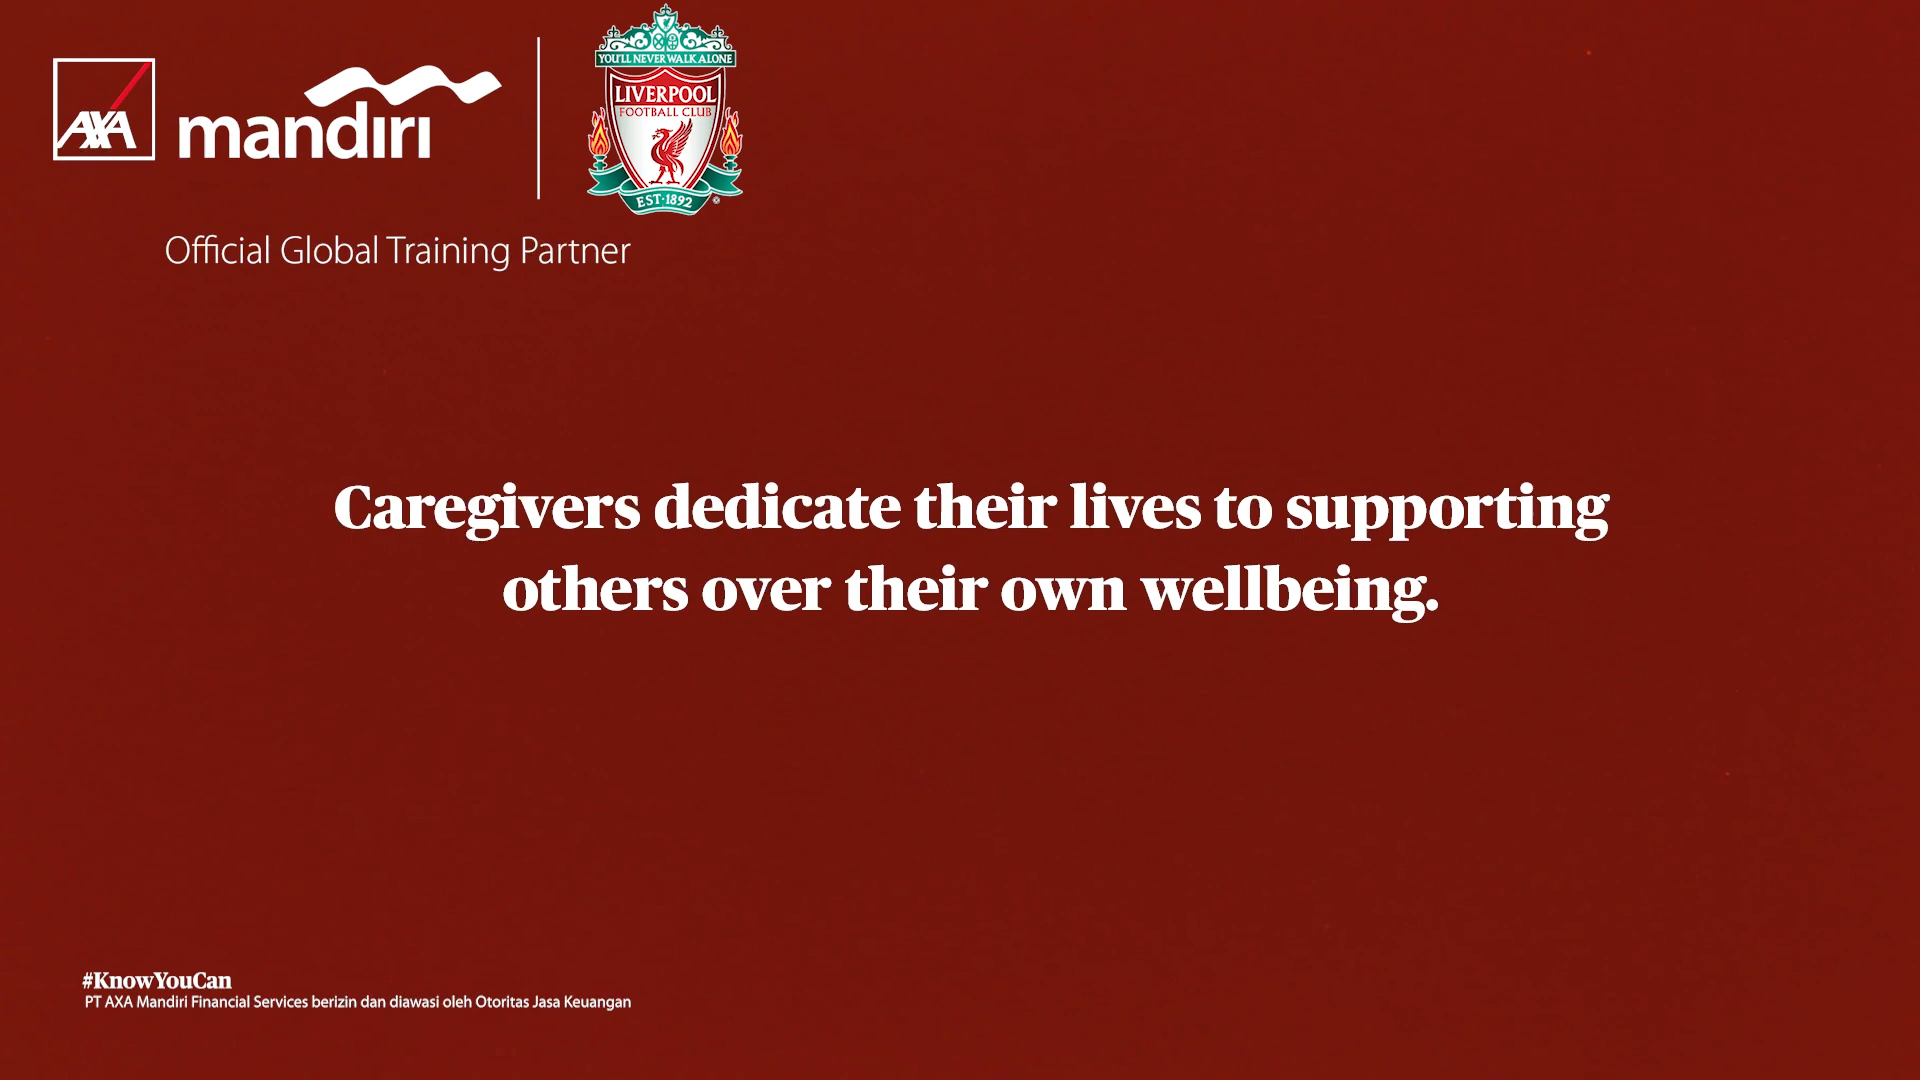 AXA
mandiri
YOU'LL NEVER WALK ALONE
LIVERPOOL
FOOTBALL CLUB
EST·1892
Official Global Training Partner
Caregivers dedicate their lives to supporting
others over their own wellbeing.
#KnowYouCan
PT AXA Mandiri Financial Services berizin dan diawasi oleh Otoritas Jasa Keuangan